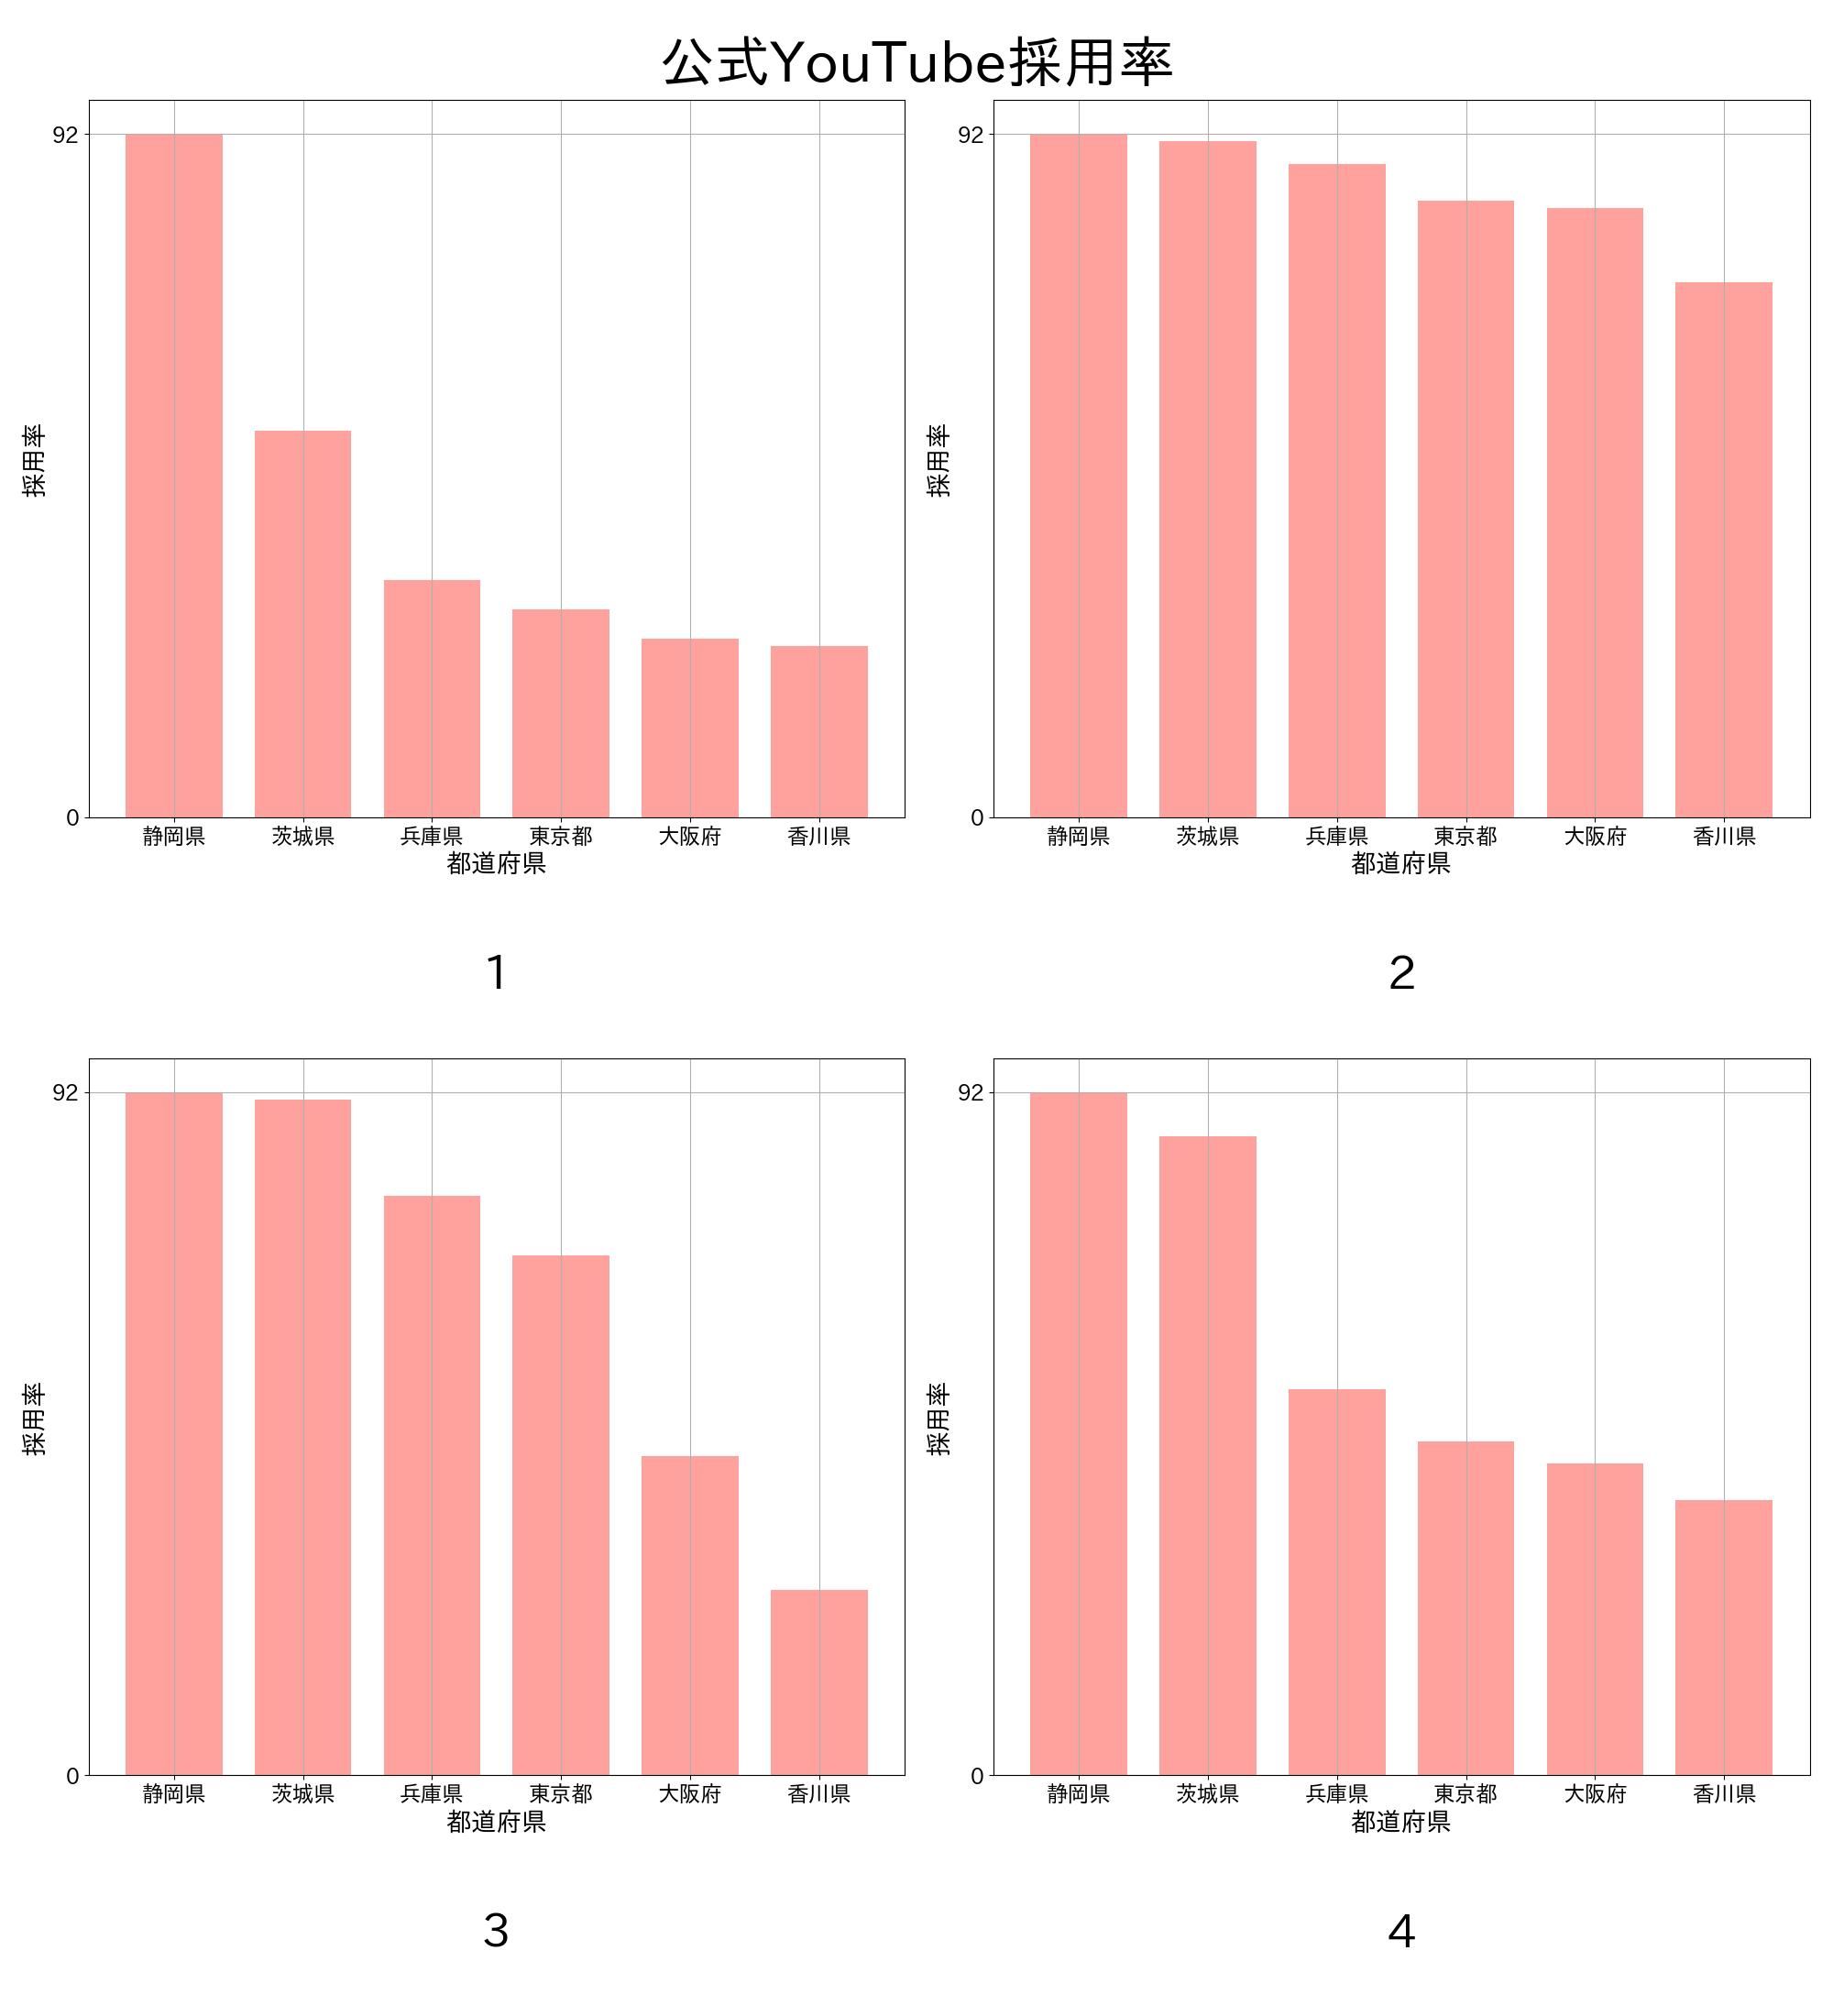 公式YouTube採用率
92
採用率
0
静岡県 茨城県 兵庫県 東京都 大阪府 香川県
都道府県
1
92
採用率
0
静岡県 茨城県 兵庫県 東京都 大阪府 香川県
都道府県
2
92
採用率
0
静岡県 茨城県 兵庫県 東京都 大阪府 香川県
都道府県
3
92
採用率
0
静岡県 茨城県 兵庫県 東京都 大阪府 香川県
都道府県
4